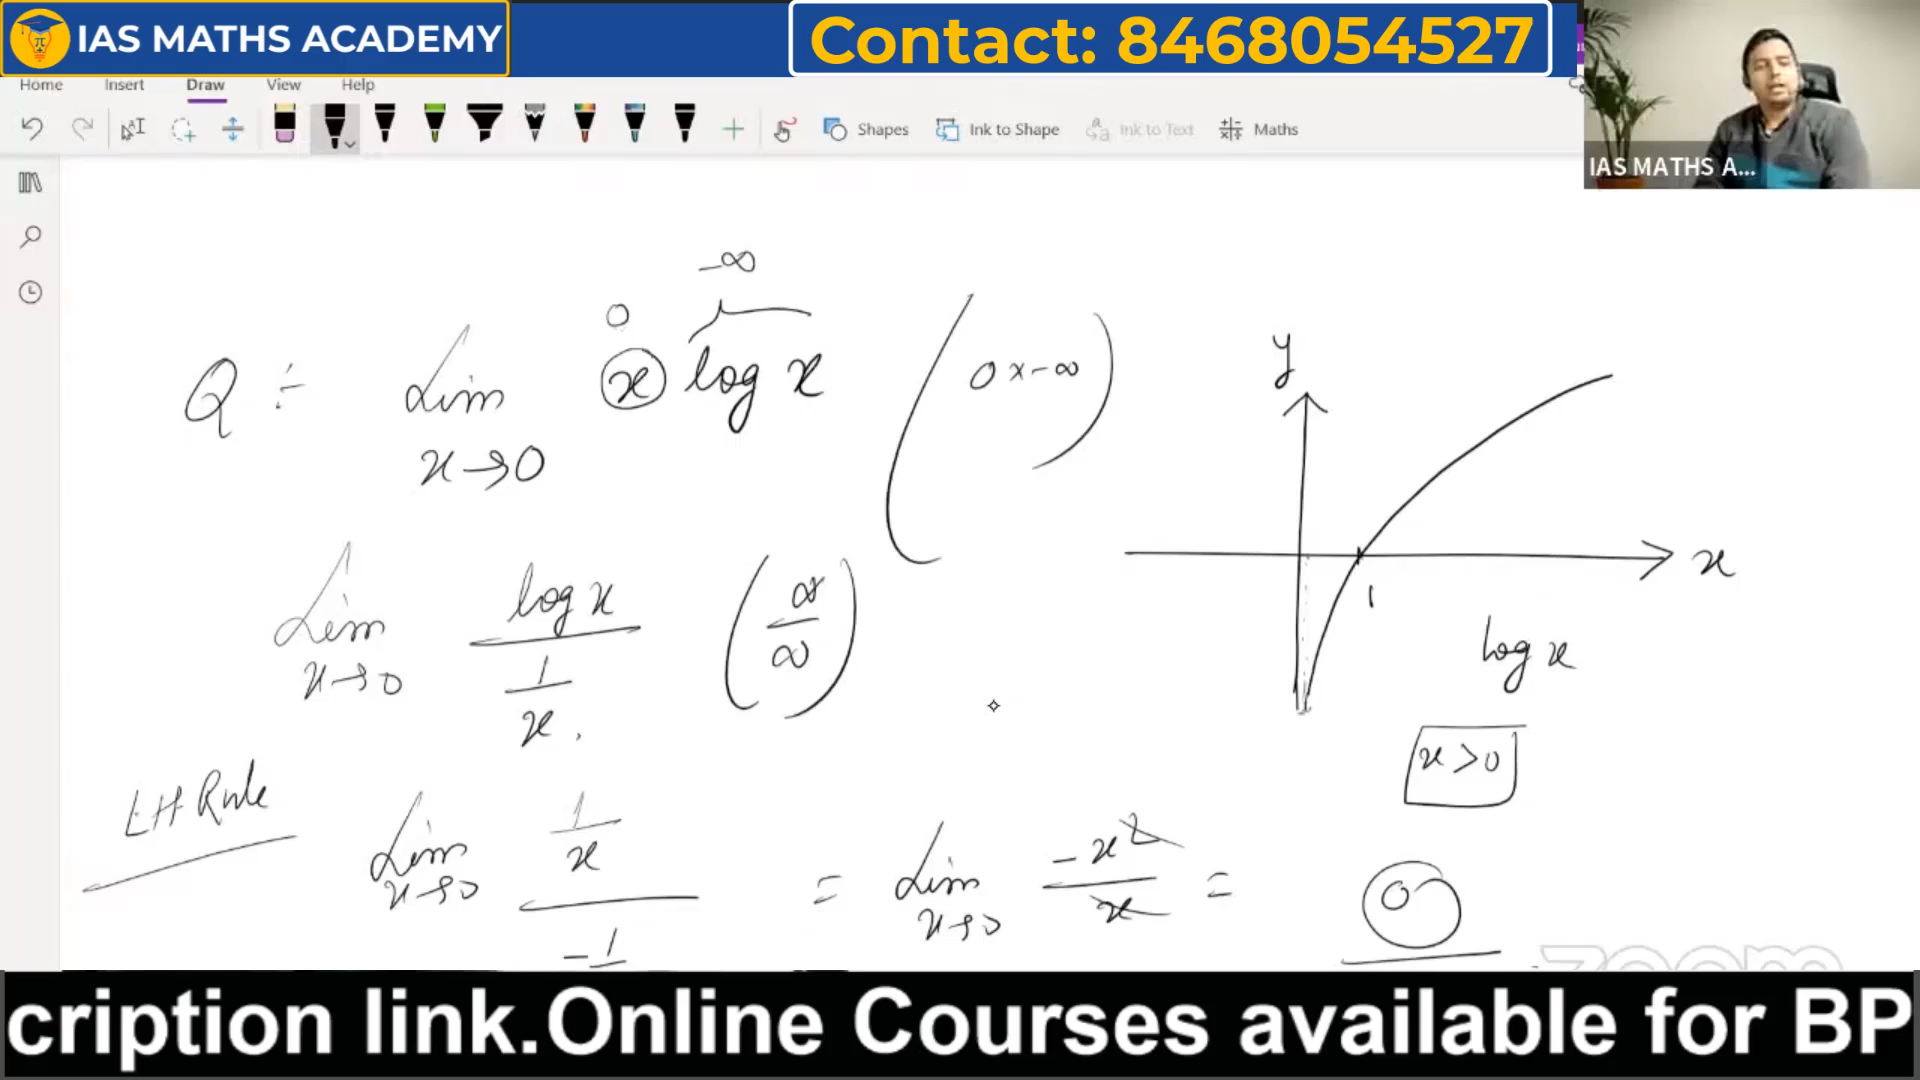 IAS MATHS ACADEMY
Contact: 8468054527
Home Insert Draw View Help
Shapes Ink to Shape Ink to Text Maths
IAS MATHS A...
-∞
0
Q ÷ Lim x→0 x log x (0 x -∞)
y
x
1
log x
x > 0
Lim x→0 log x / (1/x) . (∞/∞)
LH Rule
Lim x→0 (1/x) / -1 = Lim x→0 -x² / x = 0
zoom
cription link.Online Courses available for BP